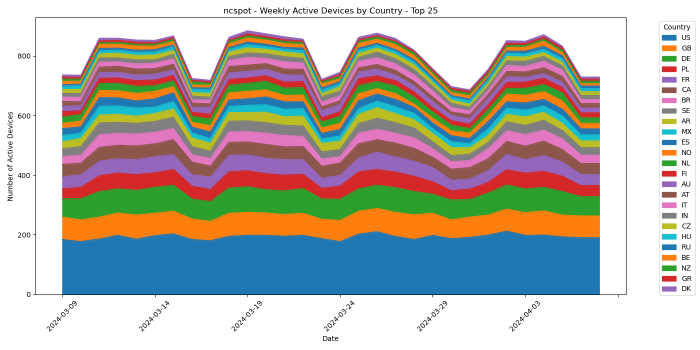 ncspot - Weekly Active Devices by Country - Top 25
Number of Active Devices
800
600
400
200
0
2024-03-09
2024-03-14
2024-03-19
2024-03-24
2024-03-29
2024-04-03
Date
Country
US
GB
DE
PL
FR
CA
BR
SE
AR
MX
ES
NO
NL
FI
AU
AT
IT
IN
CZ
HU
RU
BE
NZ
GR
DK